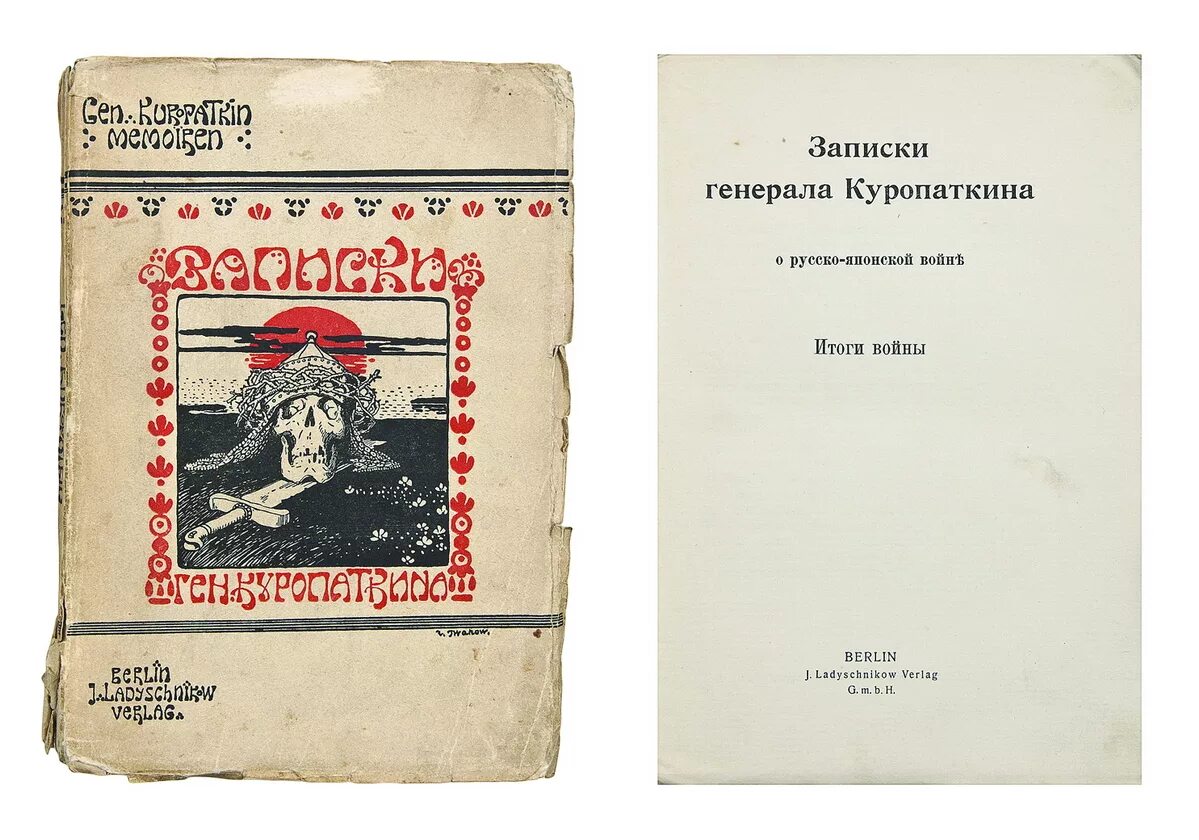 Gen. Kuropatkin
Memoiren
Записки
Ген. Куропаткина
Berlin
J. Ladyschnikow
Verlag.
Записки
генерала Куропаткина
о русско-японской войнѣ
Итоги войны
BERLIN
J. Ladyschnikow Verlag
G. m. b. H.